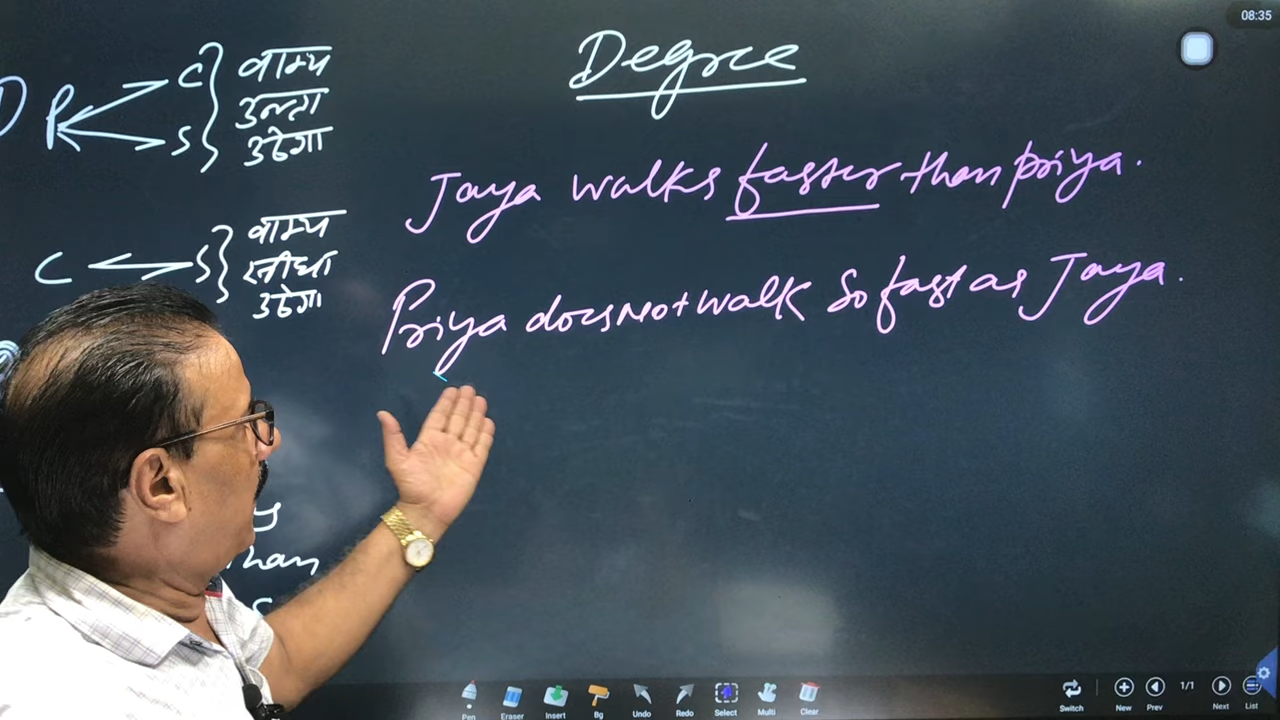 08:35
Degree
P C
S
वाक्य
उल्टा
उठेगा
Jaya walks faster than Priya.
C S
वाक्य
सीधा
उठेगा
Priya does not walk so fast as Jaya.
than
Pen Eraser Insert Bg Undo Redo Select Multi Clear Switch New Prev 1/1 Next List